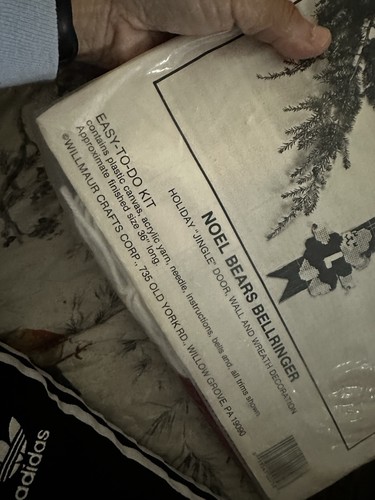 NOEL BEARS BELLRINGER
HOLIDAY "JINGLE" DOOR, WALL AND WREATH DECORATION
EASY-TO-DO KIT
contains plastic canvas, acrylic yarn, needle, instructions, bells and, all trims shown.
Approximate finished size 36" long.
©WILLMAUR CRAFTS CORP., 735 OLD YORK RD., WILLOW GROVE, PA 19090
L
adidas